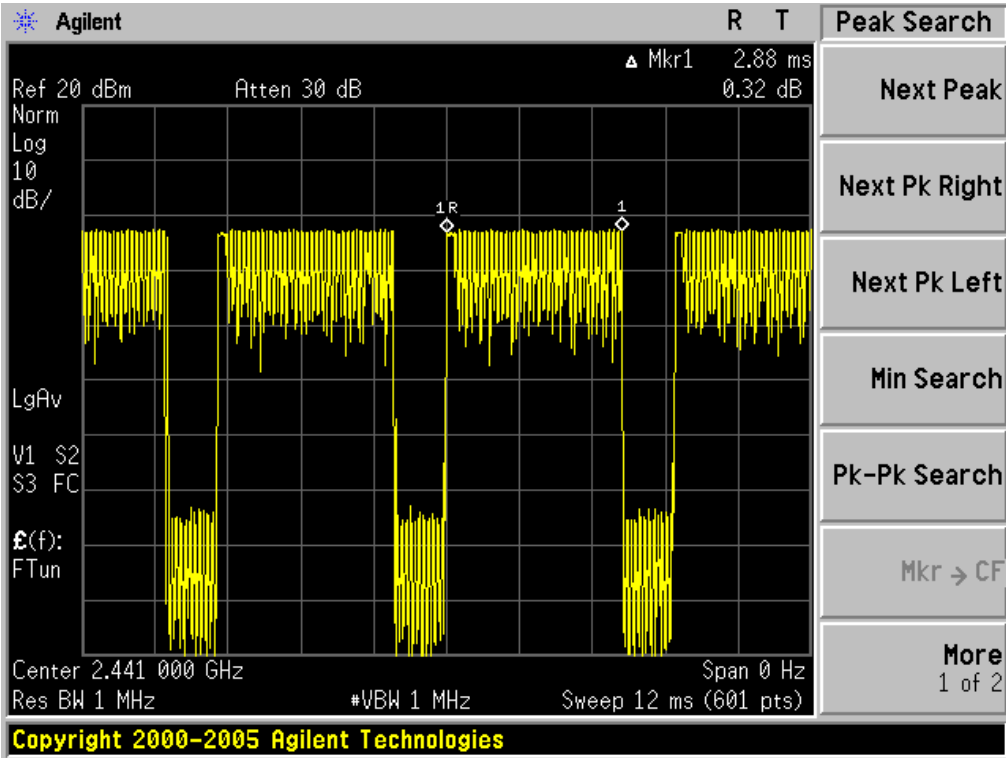 Agilent R T Peak Search
Δ Mkr1 2.88 ms
Ref 20 dBm Atten 30 dB 0.32 dB
Norm
Log
10
dB/
1R 1
LgAv
V1 S2
S3 FC
£(f):
FTun
Center 2.441 000 GHz Span 0 Hz
Res BW 1 MHz #VBW 1 MHz Sweep 12 ms (601 pts)
Copyright 2000-2005 Agilent Technologies
Next Peak
Next Pk Right
Next Pk Left
Min Search
Pk-Pk Search
Mkr → CF
More
1 of 2